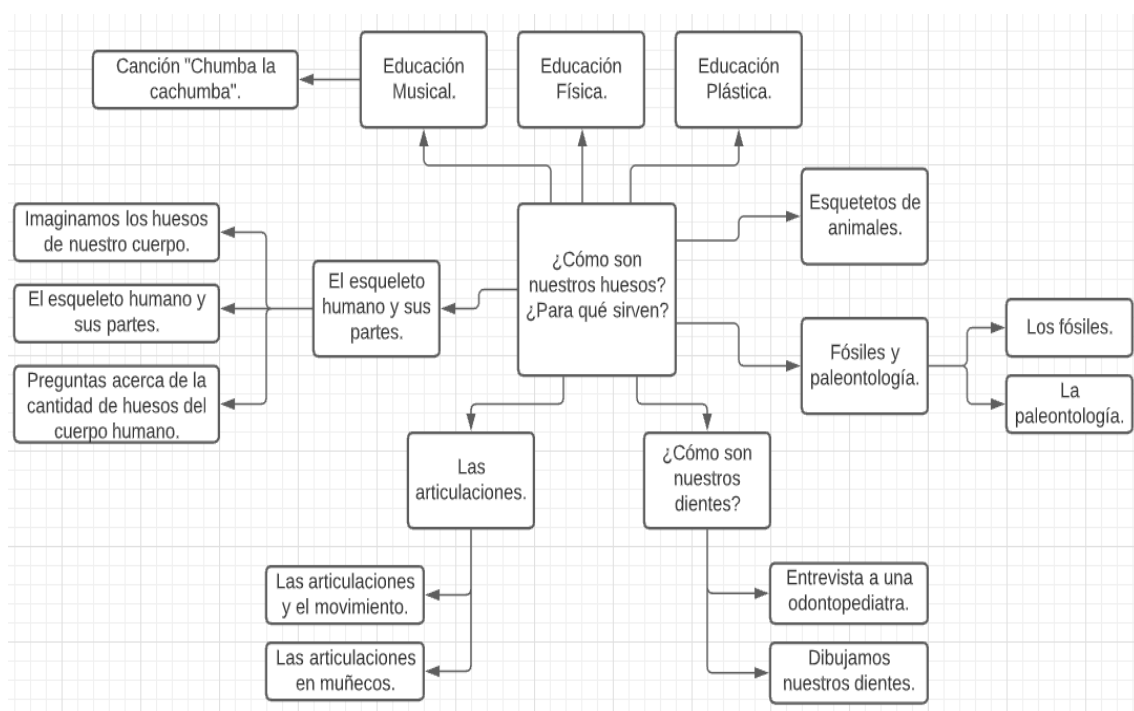 Canción "Chumba la
cachumba".
Educación
Musical.
Educación
Física.
Educación
Plástica.
Esquetetos de
animales.
Imaginamos los huesos
de nuestro cuerpo.
El esqueleto humano y
sus partes.
Preguntas acerca de la
cantidad de huesos del
cuerpo humano.
El esqueleto
humano y sus
partes.
¿Cómo son
nuestros huesos?
¿Para qué sirven?
Fósiles y
paleontología.
Los fósiles.
La
paleontología.
Las
articulaciones.
¿Cómo son
nuestros
dientes?
Las articulaciones
y el movimiento.
Las articulaciones
en muñecos.
Entrevista a una
odontopediatra.
Dibujamos
nuestros dientes.